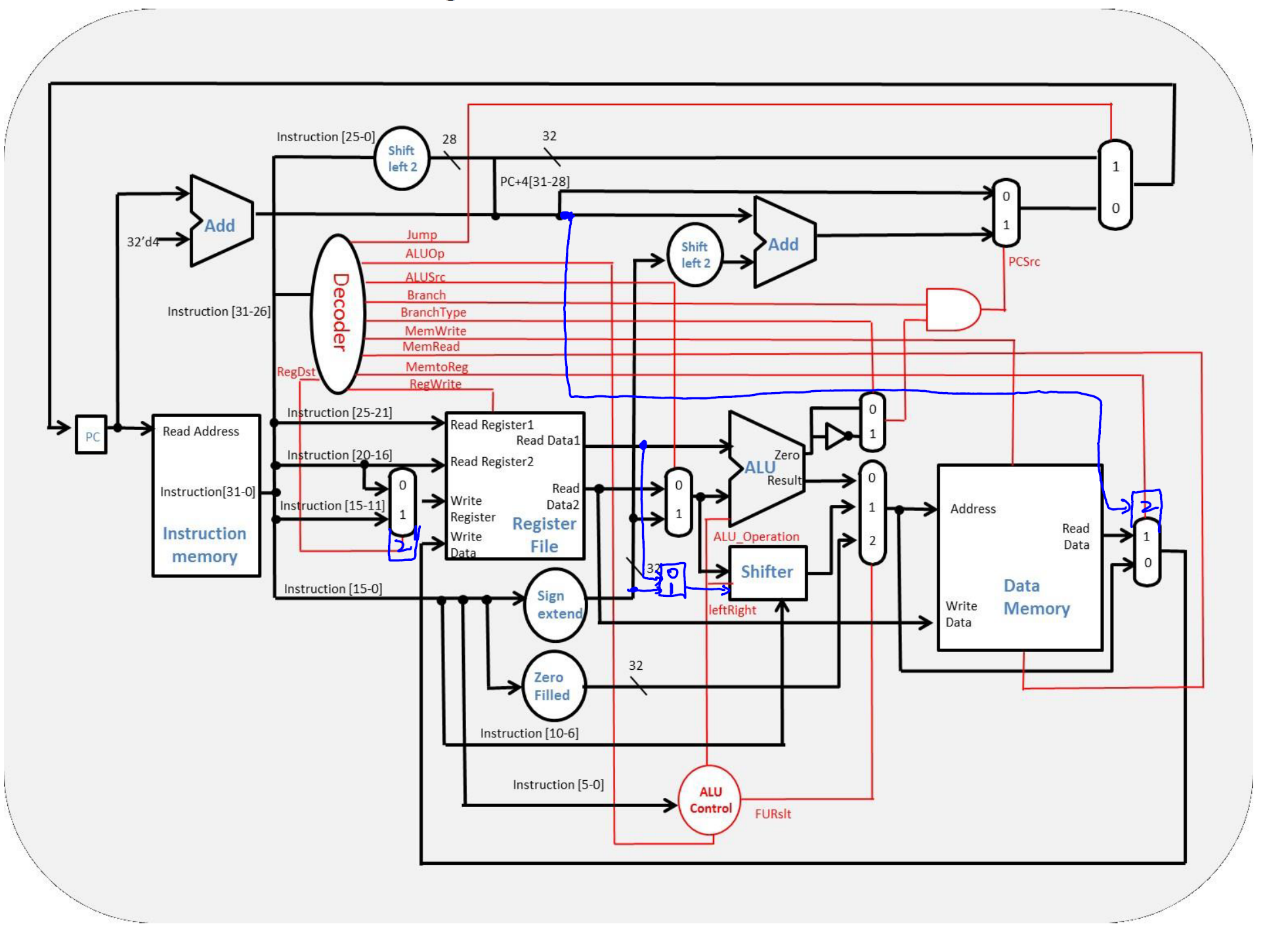 Instruction [25-0]
Shift
left 2
28
32
1
0
PC+4[31-28]
Add
32'd4
0
1
Shift
left 2
Add
PCSrc
Jump
ALUOp
ALUSrc
Branch
BranchType
MemWrite
MemRead
MemtoReg
RegWrite
Decoder
Instruction [31-26]
RegDst
PC
Read Address
Instruction[31-0]
Instruction
memory
Instruction [25-21]
Instruction [20-16]
Instruction [15-11]
0
1
2
Read Register1
Read Data1
Read Register2
Read
Data2
Write
Register
Register
File
Write
Data
0
1
ALU
Zero
Result
0
1
0
1
2
ALU_Operation
Shifter
leftRight
32
0
1
Address
Read
Data
Data
Memory
Write
Data
2
1
0
Instruction [15-0]
Sign
extend
Zero
Filled
32
Instruction [10-6]
Instruction [5-0]
ALU
Control
FURslt